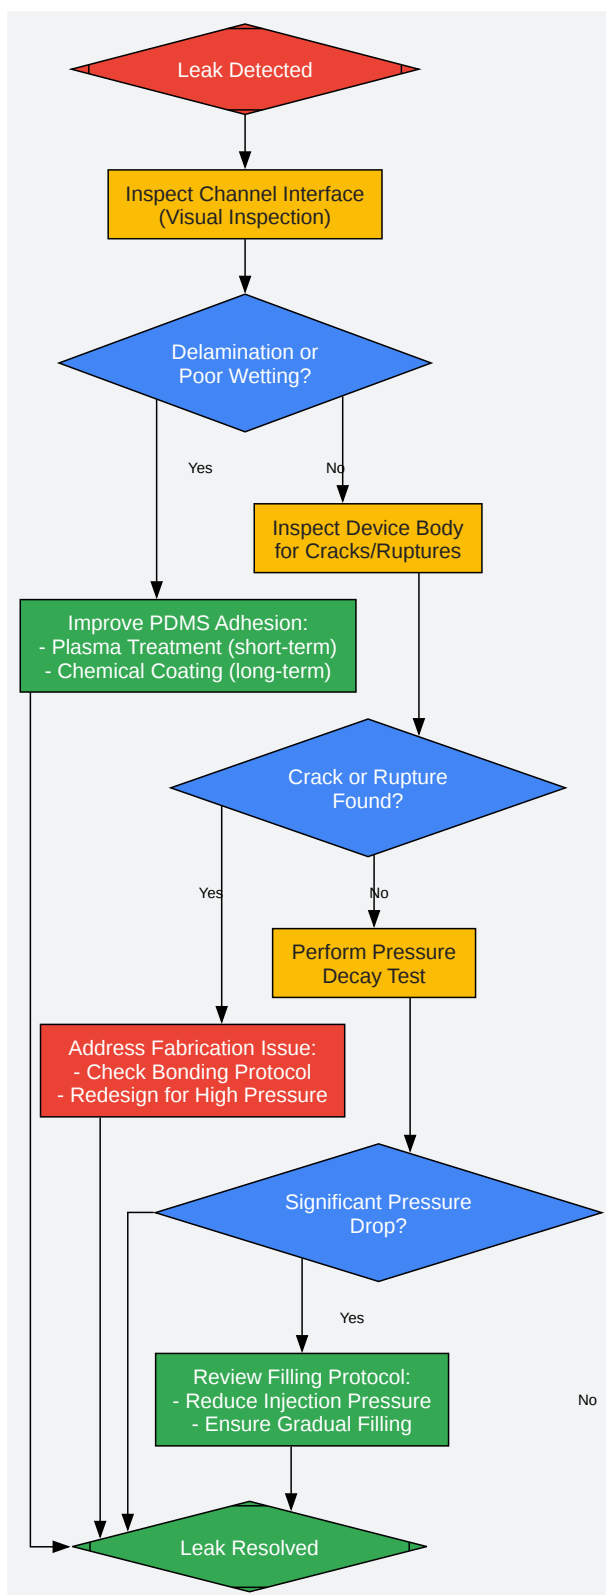 Leak Detected
Inspect Channel Interface
(Visual Inspection)
Delamination or
Poor Wetting?
Yes
No
Inspect Device Body
for Cracks/Ruptures
Improve PDMS Adhesion:
- Plasma Treatment (short-term)
- Chemical Coating (long-term)
Crack or Rupture
Found?
Yes
No
Perform Pressure
Decay Test
Address Fabrication Issue:
- Check Bonding Protocol
- Redesign for High Pressure
Significant Pressure
Drop?
Yes
Review Filling Protocol:
- Reduce Injection Pressure
- Ensure Gradual Filling
No
Leak Resolved